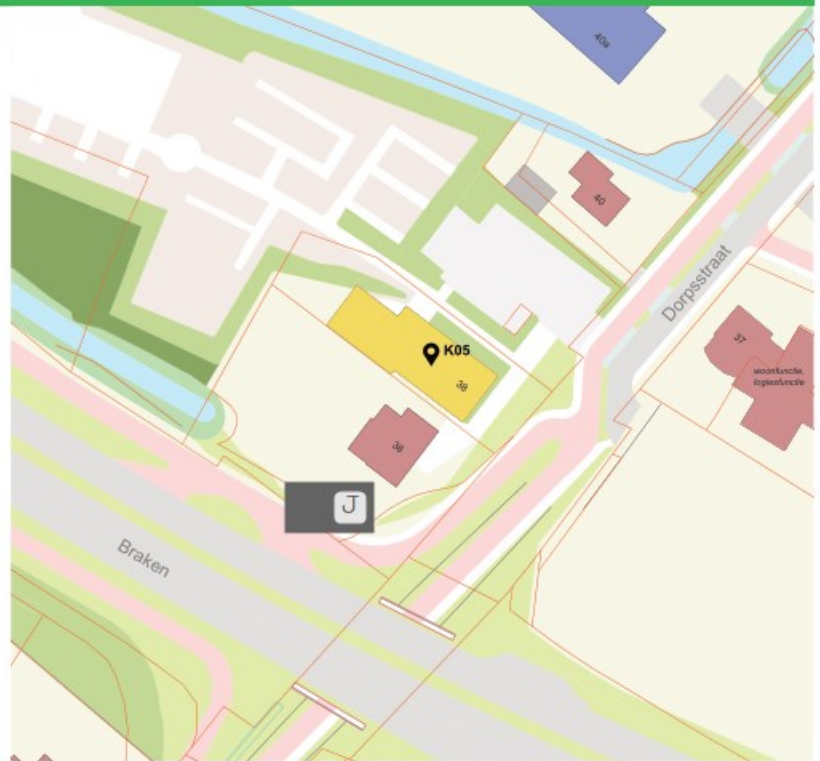 40a
40
Dorpsstraat
37
woonfunctie,
logiesfunctie
K05
38
36
J
Braken